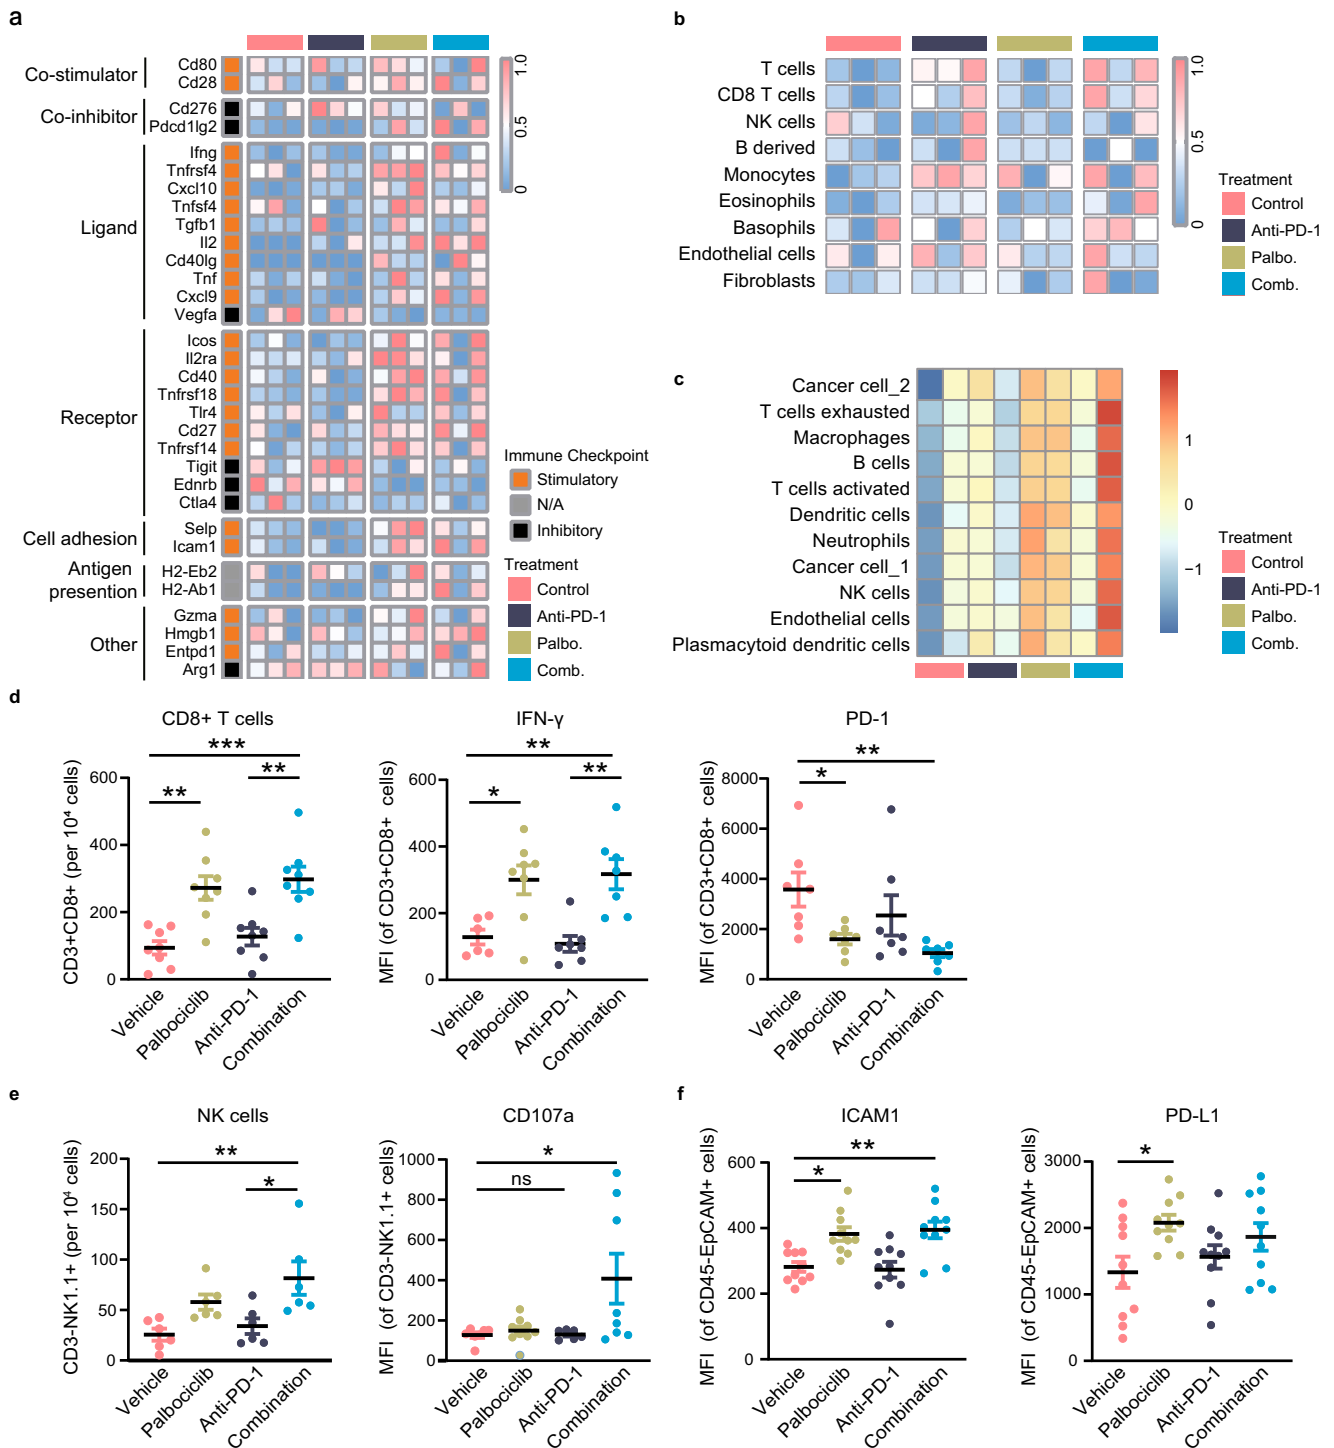 a
Co-stimulator
Cd80
Cd28
Co-inhibitor
Cd276
Pdcd1lg2
Ligand
Ifng
Tnfrsf4
Cxcl10
Tnfsf4
Tgfb1
Il2
Cd40lg
Tnf
Cxcl9
Vegfa
Receptor
Icos
Il2ra
Cd40
Tnfrsf18
Tlr4
Cd27
Tnfrsf14
Tigit
Ednrb
Ctla4
Cell adhesion
Selp
Icam1
Antigen
presention
H2-Eb2
H2-Ab1
Other
Gzma
Hmgb1
Entpd1
Arg1
1.0
0.5
0
Immune Checkpoint
Stimulatory
N/A
Inhibitory
Treatment
Control
Anti-PD-1
Palbo.
Comb.
b
T cells
CD8 T cells
NK cells
B derived
Monocytes
Eosinophils
Basophils
Endothelial cells
Fibroblasts
1.0
0.5
0
Treatment
Control
Anti-PD-1
Palbo.
Comb.
c
Cancer cell_2
T cells exhausted
Macrophages
B cells
T cells activated
Dendritic cells
Neutrophils
Cancer cell_1
NK cells
Endothelial cells
Plasmacytoid dendritic cells
1
0
−1
Treatment
Control
Anti-PD-1
Palbo.
Comb.
d
CD8+ T cells
***
**
**
CD3+CD8+ (per 10⁴ cells)
600
400
200
0
Vehicle
Palbociclib
Anti-PD-1
Combination
IFN-γ
**
**
*
MFI (of CD3+CD8+ cells)
600
400
200
0
Vehicle
Palbociclib
Anti-PD-1
Combination
PD-1
**
*
MFI (of CD3+CD8+ cells)
8000
6000
4000
2000
0
Vehicle
Palbociclib
Anti-PD-1
Combination
e
NK cells
**
*
CD3-NK1.1+ (per 10⁴ cells)
200
150
100
50
0
Vehicle
Palbociclib
Anti-PD-1
Combination
CD107a
*
ns
MFI (of CD3-NK1.1+ cells)
1000
800
600
400
200
0
Vehicle
Palbociclib
Anti-PD-1
Combination
f
ICAM1
**
*
MFI (of CD45-EpCAM+ cells)
600
400
200
0
Vehicle
Palbociclib
Anti-PD-1
Combination
PD-L1
*
MFI (of CD45-EpCAM+ cells)
3000
2000
1000
0
Vehicle
Palbociclib
Anti-PD-1
Combination